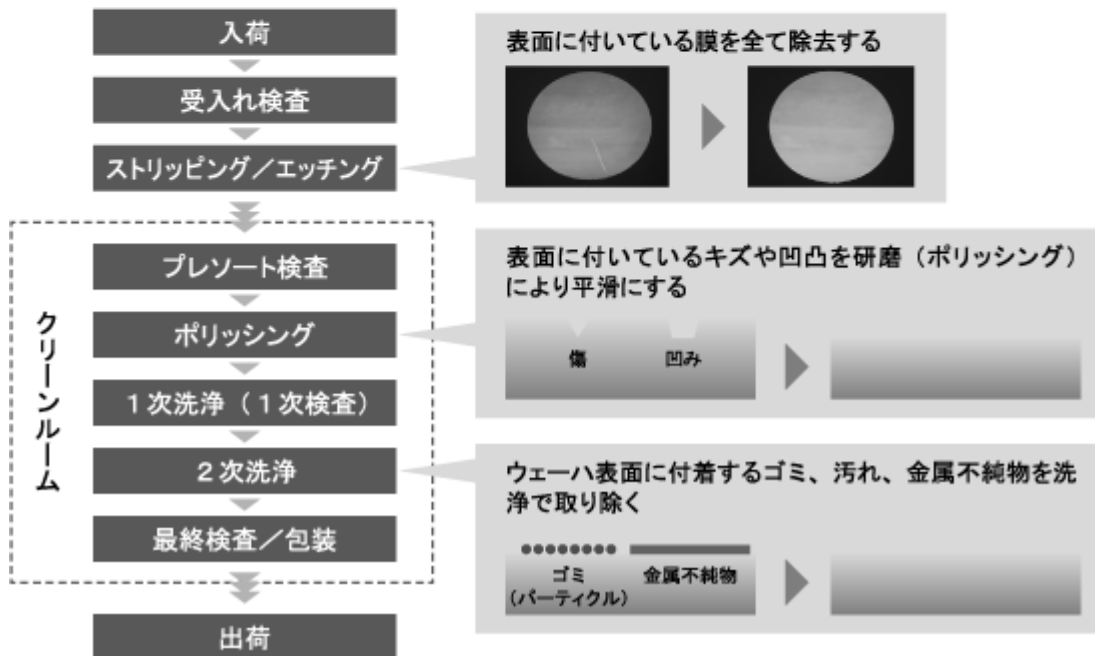 入荷
受入れ検査
ストリッピング／エッチング
クリーンルーム
プレソート検査
ポリッシング
１次洗浄（１次検査）
２次洗浄
最終検査／包装
出荷
表面に付いている膜を全て除去する
表面に付いているキズや凹凸を研磨（ポリッシング）
により平滑にする
傷
凹み
ウェーハ表面に付着するゴミ、汚れ、金属不純物を洗
浄で取り除く
ゴミ
（パーティクル）
金属不純物